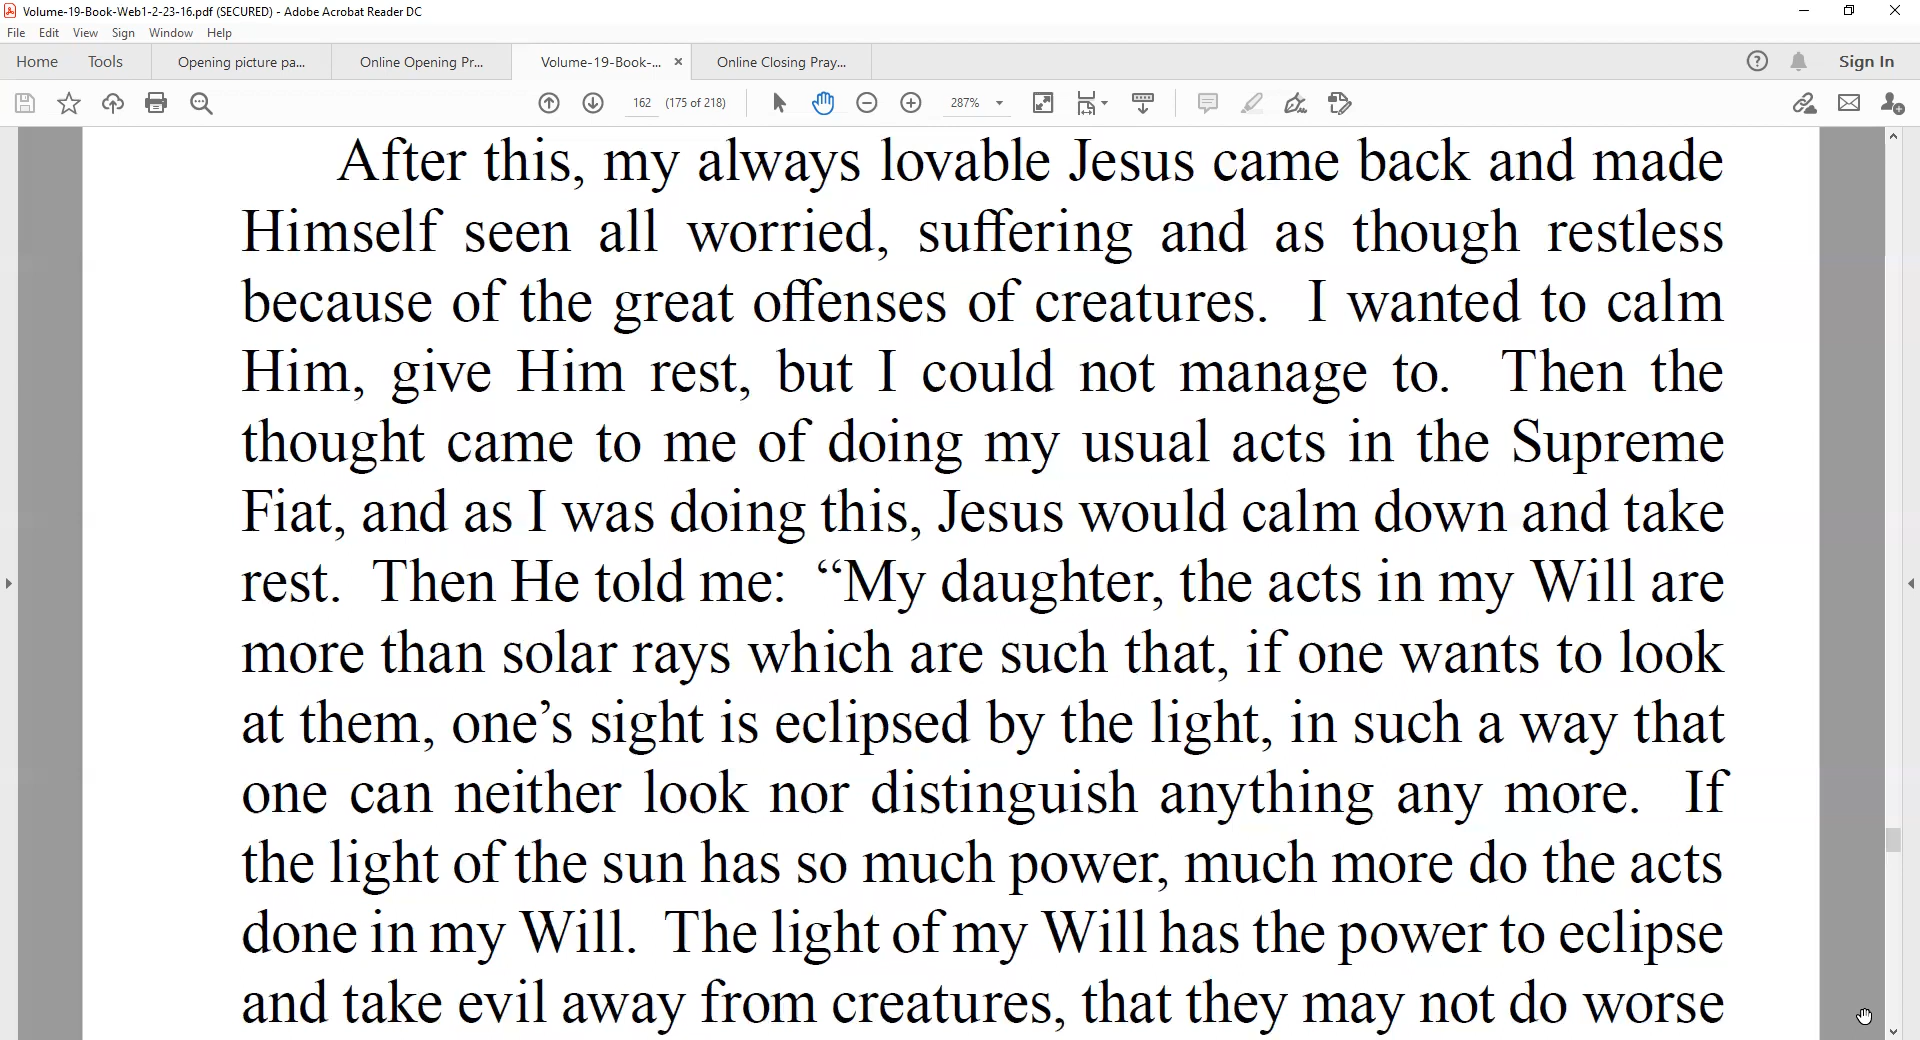 Volume-19-Book-Web1-2-23-16.pdf (SECURED) - Adobe Acrobat Reader DC
File Edit View Sign Window Help
Home Tools Opening picture pa... Online Opening Pr... Volume-19-Book-... × Online Closing Pray... Sign In
162 (175 of 218) 287%
After this, my always lovable Jesus came back and made
Himself seen all worried, suffering and as though restless
because of the great offenses of creatures. I wanted to calm
Him, give Him rest, but I could not manage to. Then the
thought came to me of doing my usual acts in the Supreme
Fiat, and as I was doing this, Jesus would calm down and take
rest. Then He told me: “My daughter, the acts in my Will are
more than solar rays which are such that, if one wants to look
at them, one’s sight is eclipsed by the light, in such a way that
one can neither look nor distinguish anything any more. If
the light of the sun has so much power, much more do the acts
done in my Will. The light of my Will has the power to eclipse
and take evil away from creatures, that they may not do worse